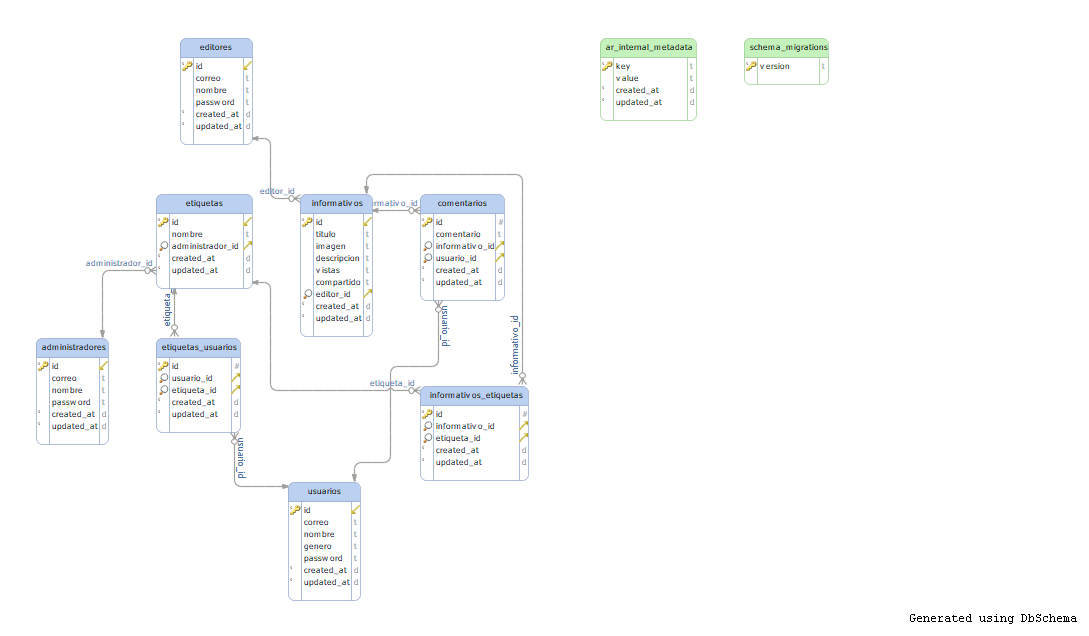 editores
id
correo t
nombre t
password t
created_at d
updated_at d
ar_internal_metadata
key t
value t
created_at d
updated_at d
schema_migrations
version t
editor_id
etiquetas
id
nombre t
administrador_id
created_at d
updated_at d
informativos
id
titulo t
imagen t
descripcion t
vistas t
compartido t
editor_id
created_at d
updated_at d
rmativo_id
comentarios
id #
comentario t
informativo_id
usuario_id
created_at d
updated_at d
administrador_id
etiqueta_
usuario_id
informativo_id
administradores
id
correo t
nombre t
password t
created_at d
updated_at d
etiquetas_usuarios
id #
usuario_id
etiqueta_id
created_at d
updated_at d
etiqueta_id
informativos_etiquetas
id #
informativo_id
etiqueta_id
created_at d
updated_at d
usuario_id
usuarios
id
correo t
nombre t
genero t
password t
created_at d
updated_at d
Generated using DbSchema